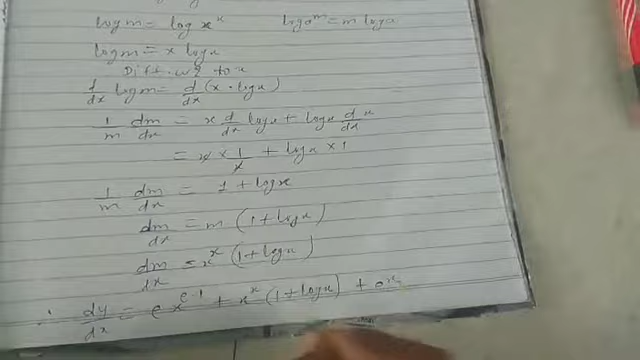 log m = log x^x    log a^m = m log a
log m = x log x
Diff. w.r. to x
d/dx log m = d/dx (x · log x)
1/m dm/dx = x d/dx log x + log x d/dx x
= x × 1/x + log x × 1
1/m dm/dx = 1 + log x
dm/dx = m (1 + log x)
dm/dx = x^x (1 + log x)
∴ dy/dx = e x^(e-1) + x^x (1 + log x) +